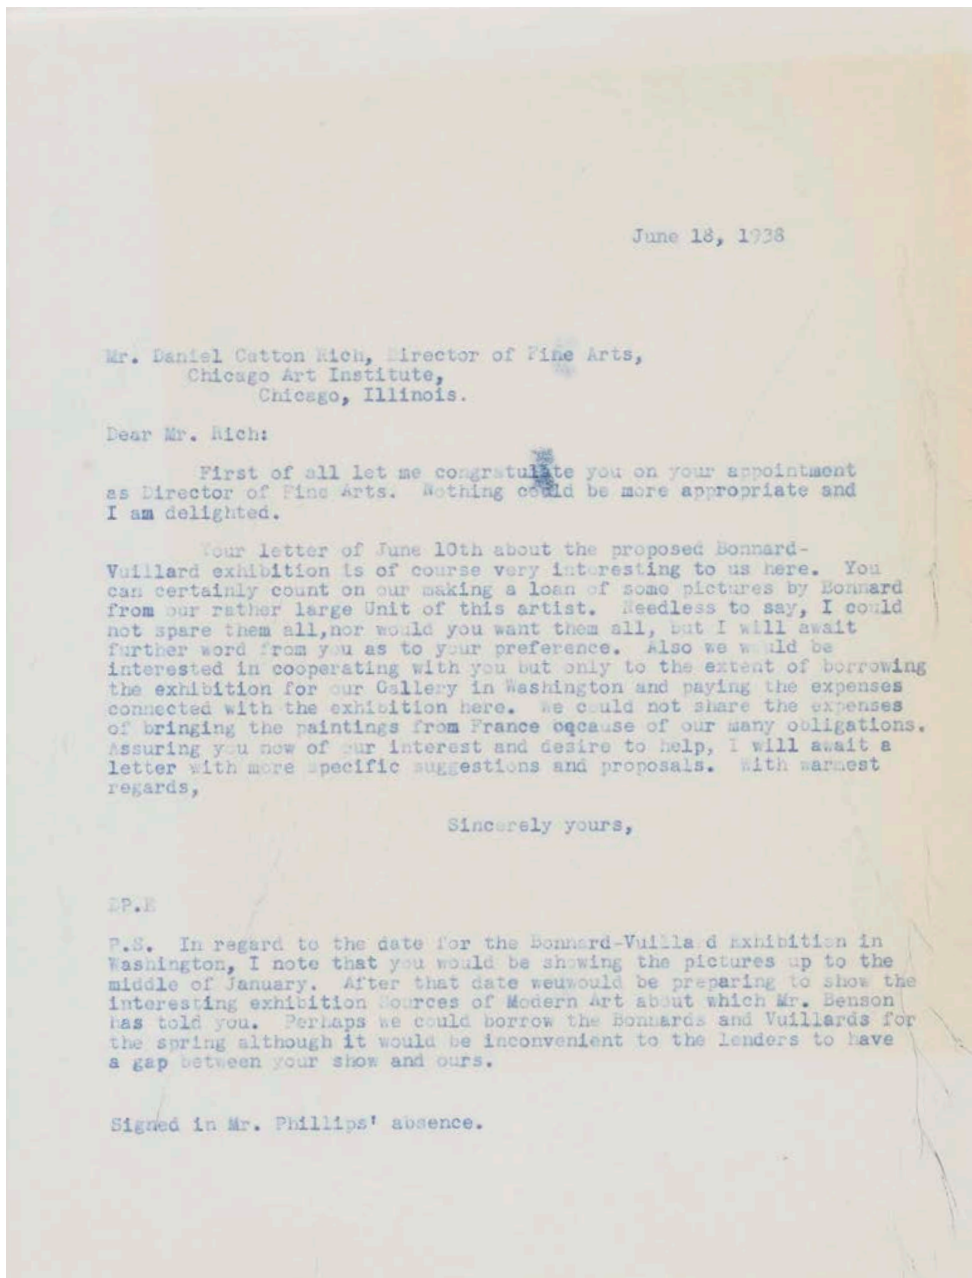 June 18, 1938
Mr. Daniel Catton Rich, Director of Fine Arts,
Chicago Art Institute,
Chicago, Illinois.
Dear Mr. Rich:
First of all let me congratulate you on your appointment
as Director of Fine Arts. Nothing could be more appropriate and
I am delighted.
Your letter of June 10th about the proposed Bonnard-
Vuillard exhibition is of course very interesting to us here. You
can certainly count on our making a loan of some pictures by Bonnard
from our rather large Unit of this artist. Needless to say, I could
not spare them all,nor would you want them all, but I will await
further word from you as to your preference. Also we would be
interested in cooperating with you but only to the extent of borrowing
the exhibition for our Gallery in Washington and paying the expenses
connected with the exhibition here. We could not share the expenses
of bringing the paintings from France oqcause of our many obligations.
Assuring you now of our interest and desire to help, I will await a
letter with more specific suggestions and proposals. With warmest
regards,
Sincerely yours,
DP.E
P.S. In regard to the date for the Bonnard-Vuilla d Exhibition in
Washington, I note that you would be showing the pictures up to the
middle of January. After that date weuwould be preparing to show the
interesting exhibition Sources of Modern Art about which Mr. Benson
has told you. Perhaps we could borrow the Bonnards and Vuillards for
the spring although it would be inconvenient to the lenders to have
a gap between your show and ours.
Signed in Mr. Phillips' absence.